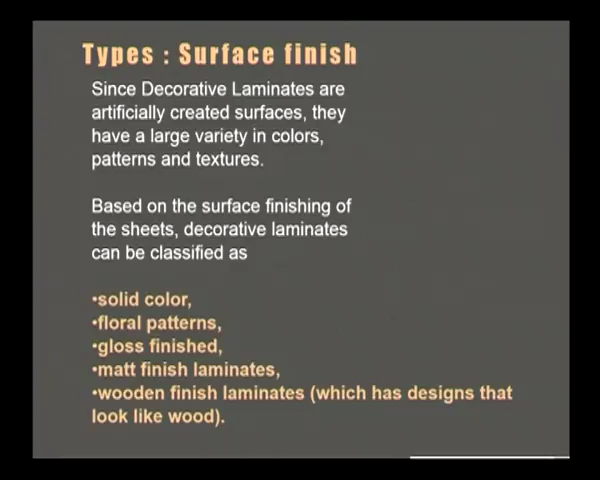 Types : Surface finish
Since Decorative Laminates are
artificially created surfaces, they
have a large variety in colors,
patterns and textures.
Based on the surface finishing of
the sheets, decorative laminates
can be classified as
•solid color,
•floral patterns,
•gloss finished,
•matt finish laminates,
•wooden finish laminates (which has designs that
look like wood).